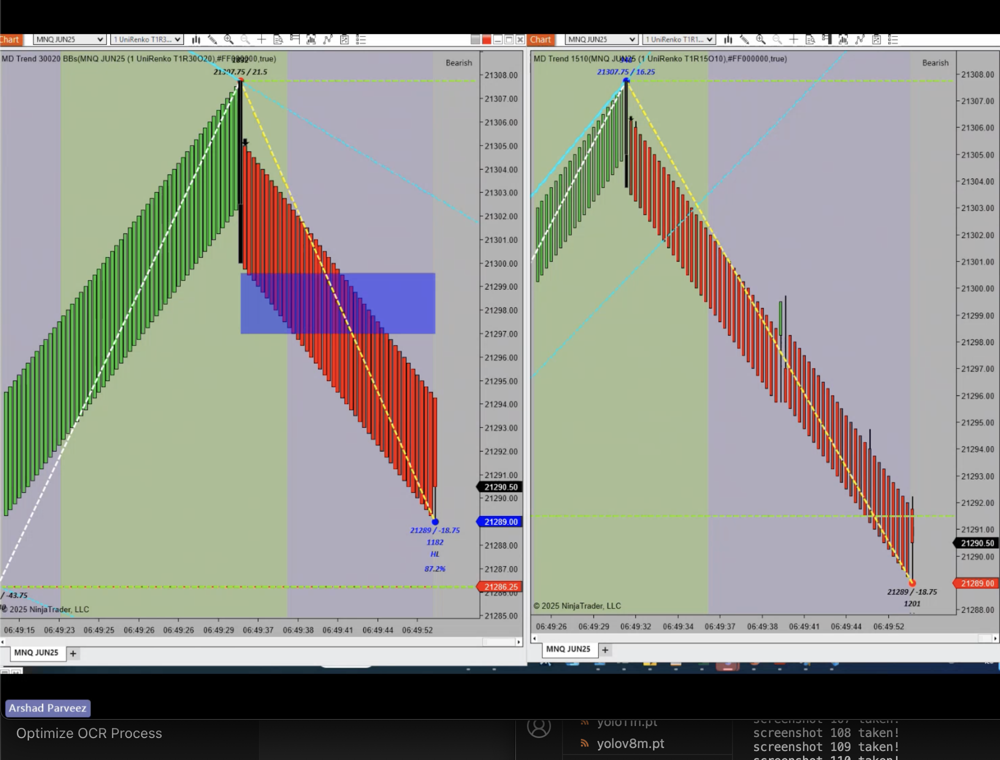 Chart
MNQ JUN25
1 UniRenko T1R3...
Chart
MNQ JUN25
1 UniRenko T1R1...
MD Trend 30020 BBs(MNQ JUN25 (1 UniRenko T1R30O20),#FF000000,true)
Bearish
21307.75 / 21.5
21308.00
21307.00
21306.00
21305.00
21304.00
21303.00
21302.00
21301.00
21300.00
21299.00
21298.00
21297.00
21296.00
21295.00
21294.00
21293.00
21292.00
21291.00
21290.50
21290.00
21289.00
21288.00
21287.00
21286.25
21285.00
21289 / -18.75
1182
HL
87.2%
/ -43.75
© 2025 NinjaTrader, LLC
06:49:15 06:49:23 06:49:25 06:49:26 06:49:26 06:49:29 06:49:37 06:49:38 06:49:41 06:49:44 06:49:52
MNQ JUN25 +
MD Trend 1510(MNQ JUN25 (1 UniRenko T1R15O10),#FF000000,true)
Bearish
21307.75 / 16.25
21308.00
21307.00
21306.00
21305.00
21304.00
21303.00
21302.00
21301.00
21300.00
21299.00
21298.00
21297.00
21296.00
21295.00
21294.00
21293.00
21292.00
21291.00
21290.50
21290.00
21289.00
21288.00
21289 / -18.75
1201
© 2025 NinjaTrader, LLC
06:49:26 06:49:29 06:49:32 06:49:36 06:49:38 06:49:41 06:49:44 06:49:52
MNQ JUN25 +
Arshad Parveez
Optimize OCR Process
yolo11n.pt
yolov8m.pt
screenshot 107 taken!
screenshot 108 taken!
screenshot 109 taken!
screenshot 110 taken!